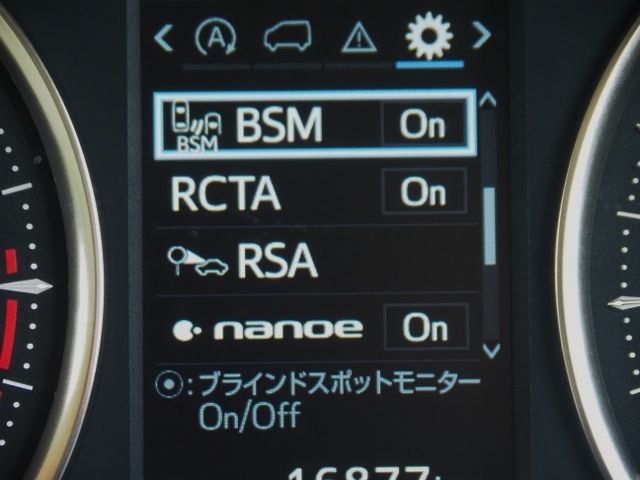 A
BSM BSM On
RCTA On
RSA
nanoe On
:ブラインドスポットモニター
On/Off
16877